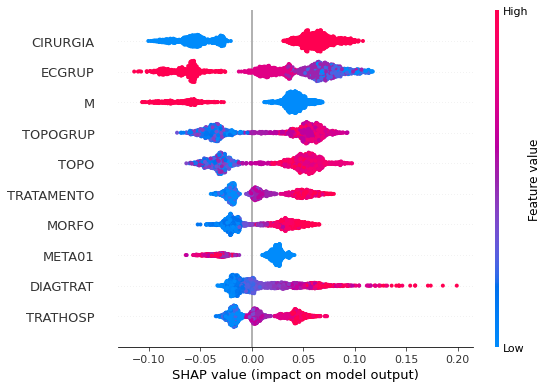 High
CIRURGIA
ECGRUP
M
TOPOGRUP
TOPO
TRATAMENTO
MORFO
META01
DIAGTRAT
TRATHOSP
Feature value
Low
−0.10 −0.05 0.00 0.05 0.10 0.15 0.20
SHAP value (impact on model output)